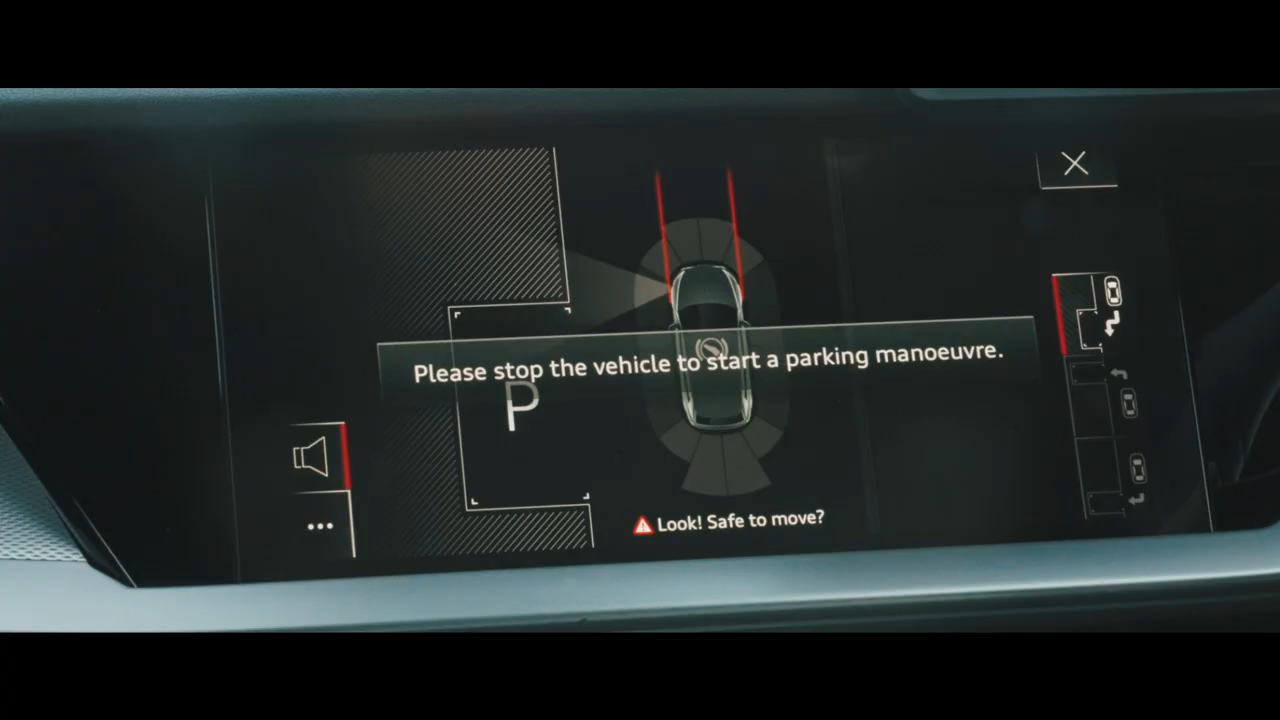 Please stop the vehicle to start a parking manoeuvre.
P
Look! Safe to move?